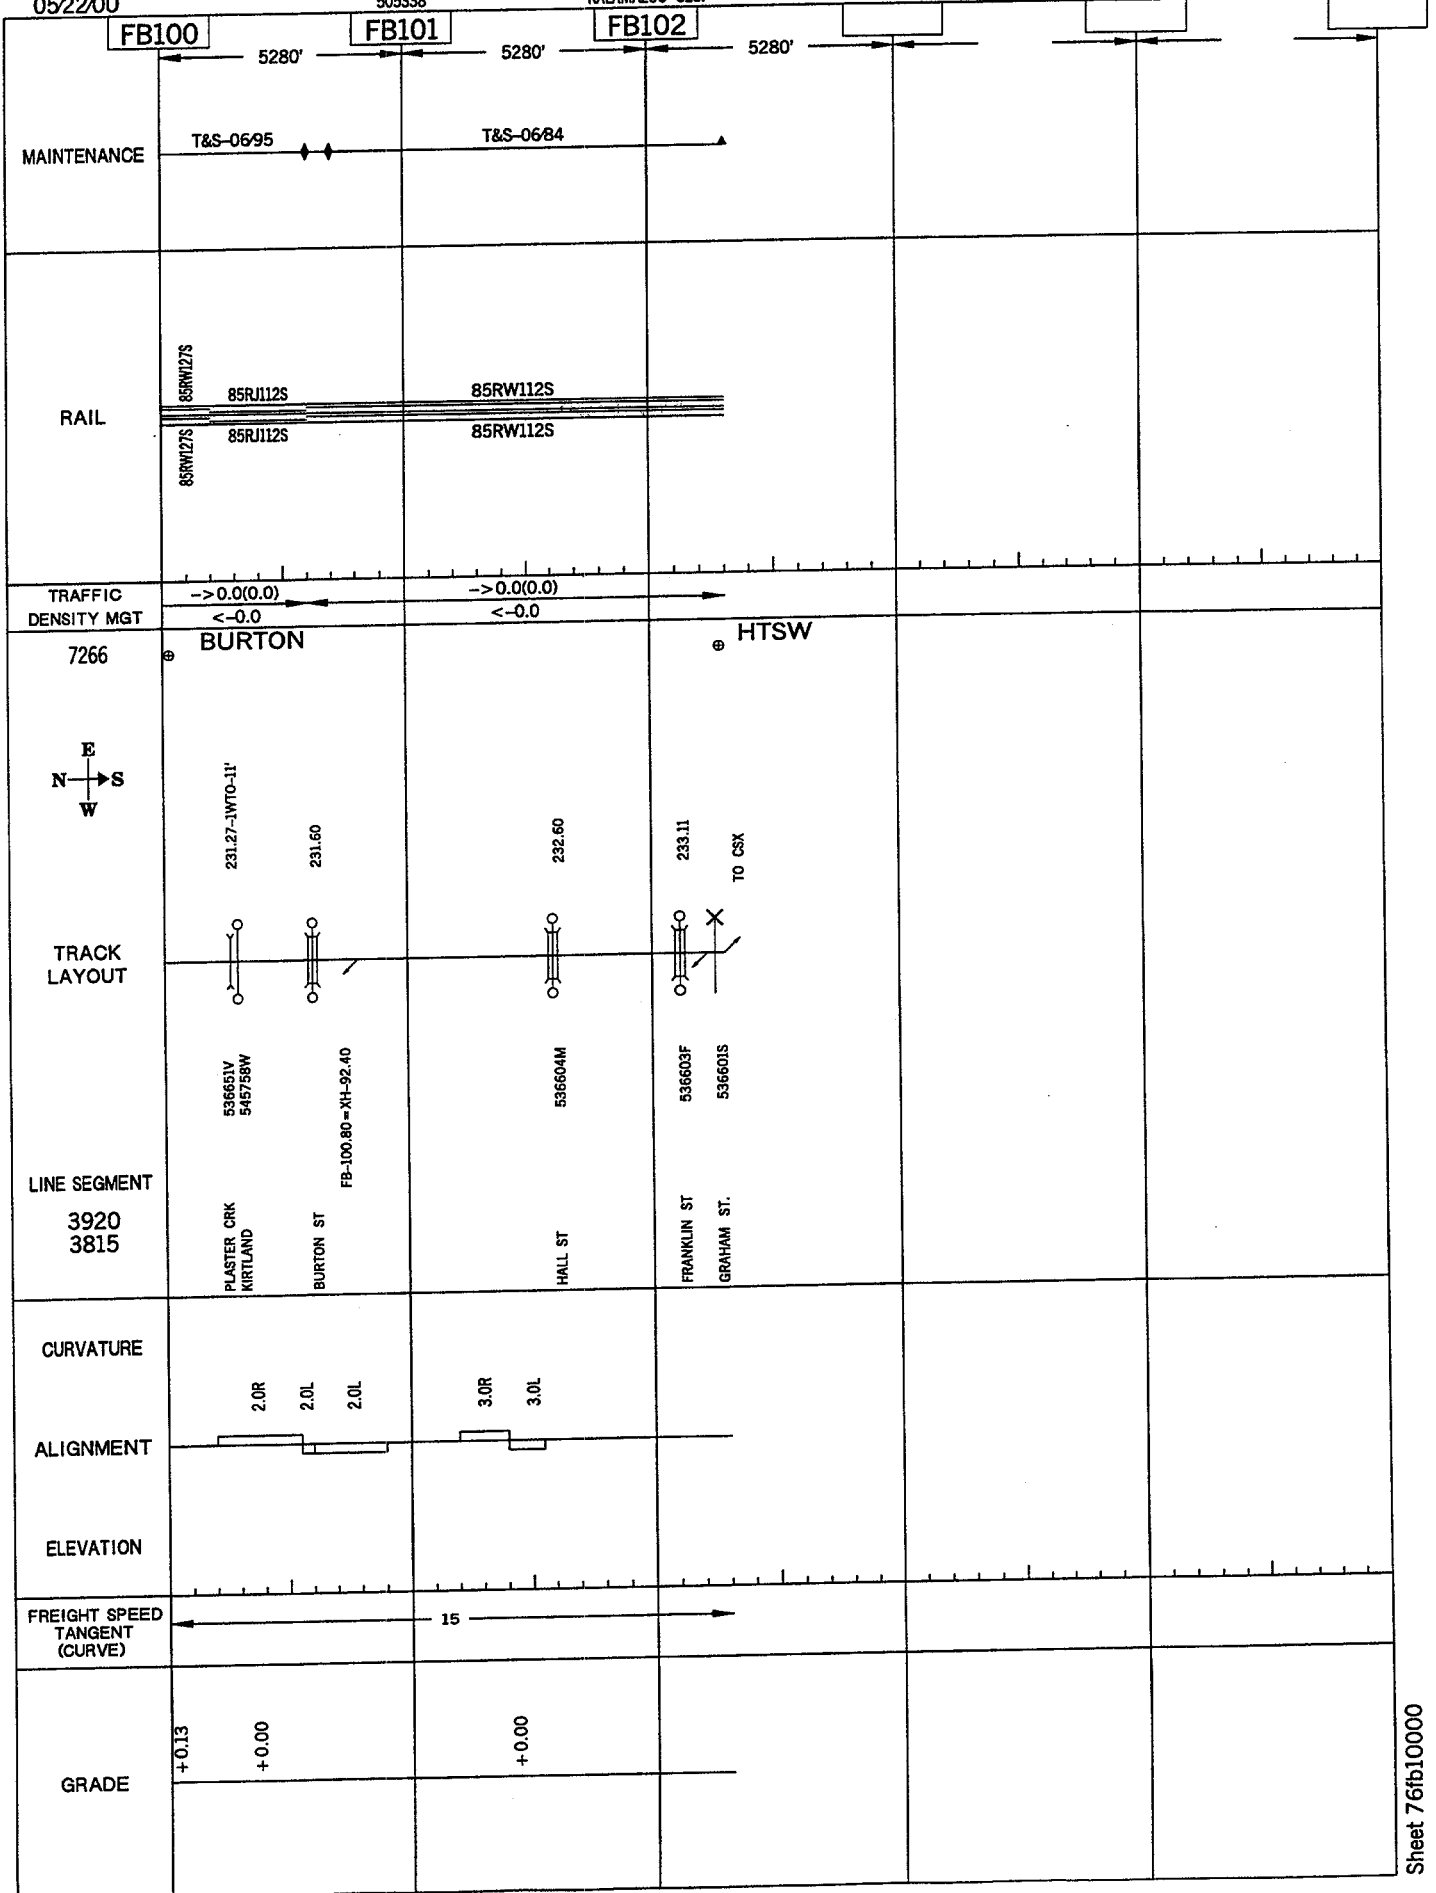 05/22/00
505338
FB100
FB101
FB102
5280'
5280'
5280'
MAINTENANCE
T&S-06/95
T&S-06/84
RAIL
85RW127S
85RJ112S
85RW112S
85RW127S
85RJ112S
85RW112S
TRAFFIC
DENSITY MGT
->0.0(0.0)
->0.0(0.0)
<-0.0
<-0.0
7266
BURTON
HTSW
E
N S
W
231.27-1WTO-11'
231.60
232.60
233.11
TO CSX
TRACK
LAYOUT
536651V
545758W
FB-100.80=XH-92.40
536604M
536603F
536601S
LINE SEGMENT
3920
3815
PLASTER CRK
KIRTLAND
BURTON ST
HALL ST
FRANKLIN ST
GRAHAM ST.
CURVATURE
2.0R
2.0L
2.0L
3.0R
3.0L
ALIGNMENT
ELEVATION
FREIGHT SPEED
TANGENT
(CURVE)
15
GRADE
+0.13
+0.00
+0.00
Sheet 76fb10000